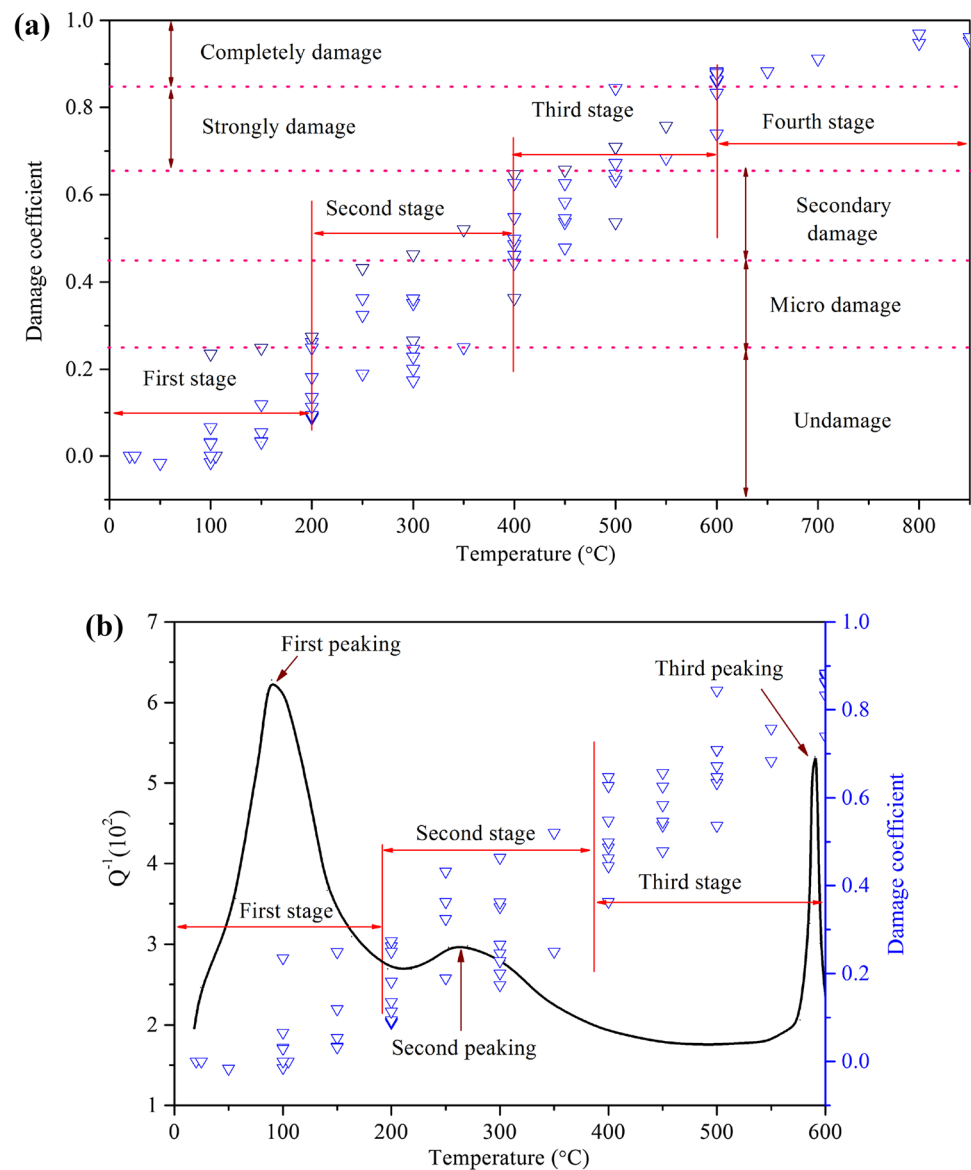 (a)
1.0
Completely damage
0.8
Strongly damage
Third stage
Fourth stage
0.6
Second stage
Secondary
damage
Damage coefficient
0.4
Micro damage
0.2
First stage
Undamage
0.0
0 100 200 300 400 500 600 700 800
Temperature (°C)
(b)
7 1.0
First peaking
Third peaking
6 0.8
5 0.6
Q⁻¹ (10²)
Second stage
Damage coefficient
4 0.4
Third stage
First stage
3 0.2
Second peaking
2 0.0
1
0 100 200 300 400 500 600
Temperature (°C)